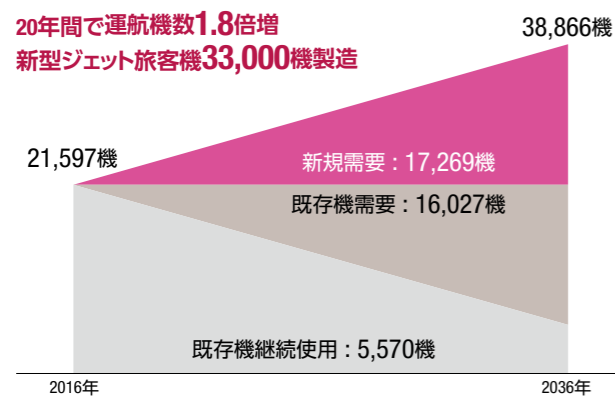 20年間で運航機数1.8倍増
新型ジェット旅客機33,000機製造
38,866機
21,597機
新規需要：17,269機
既存機需要：16,027機
既存機継続使用：5,570機
2016年
2036年